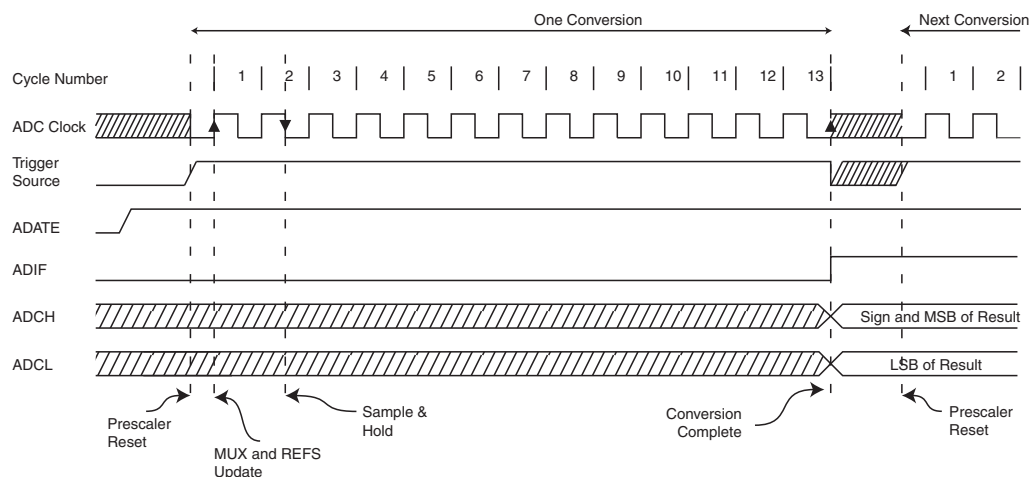 One Conversion
Next Conversion
Cycle Number
1 2 3 4 5 6 7 8 9 10 11 12 13 1 2
ADC Clock
Trigger
Source
ADATE
ADIF
ADCH
Sign and MSB of Result
ADCL
LSB of Result
Prescaler
Reset
MUX and REFS
Update
Sample &
Hold
Conversion
Complete
Prescaler
Reset